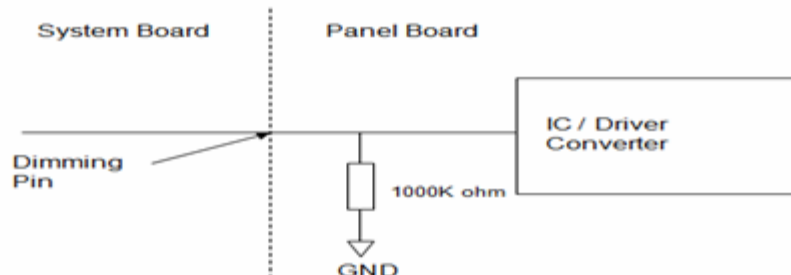 System Board
Panel Board
IC / Driver
Converter
Dimming
Pin
1000K ohm
GND